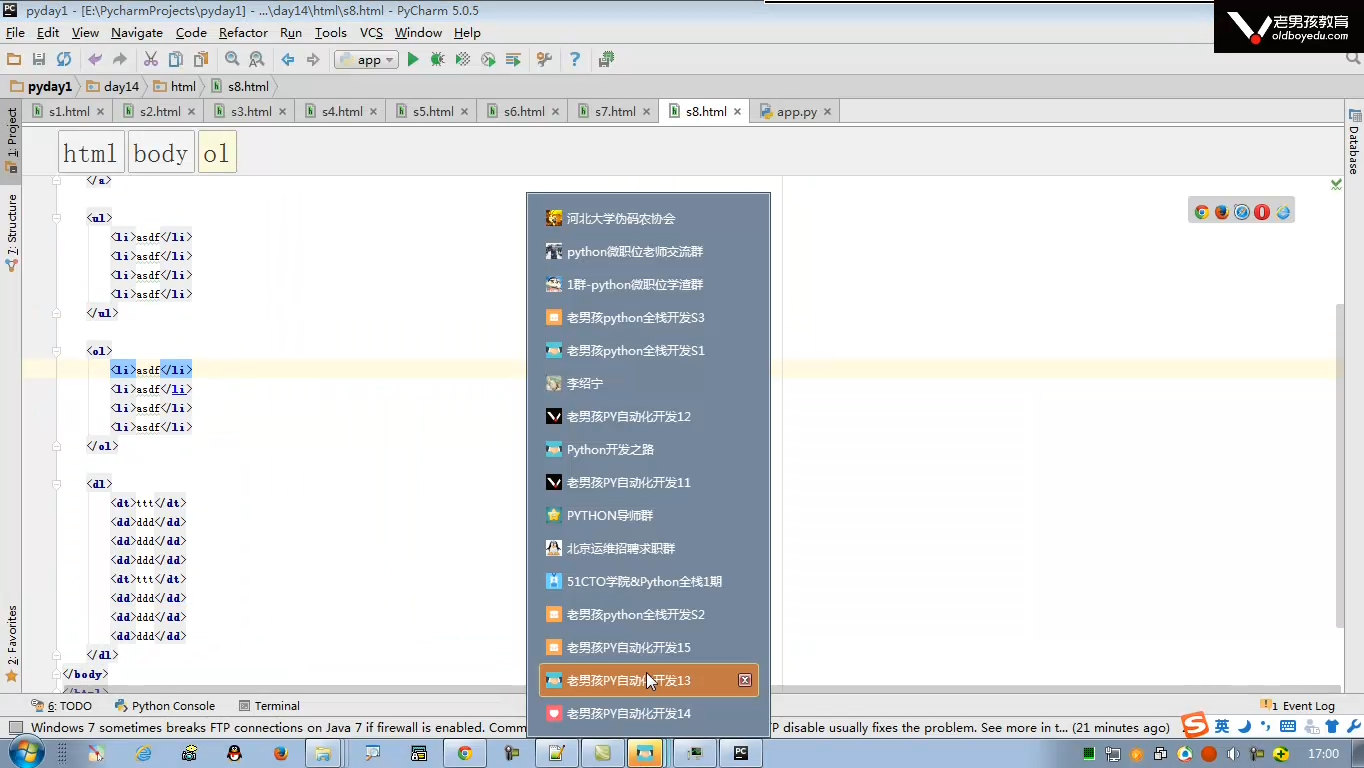 pyday1 - [E:\PycharmProjects\pyday1] - ...\day14\html\s8.html - PyCharm 5.0.5
老男孩教育
oldboyedu.com
File Edit View Navigate Code Refactor Run Tools VCS Window Help
app
pyday1 day14 html s8.html
s1.html s2.html s3.html s4.html s5.html s6.html s7.html s8.html app.py
1: Project
7: Structure
2: Favorites
Database
html body ol
</a>
<ul>
<li>asdf</li>
<li>asdf</li>
<li>asdf</li>
<li>asdf</li>
</ul>
<ol>
<li>asdf</li>
<li>asdf</li>
<li>asdf</li>
<li>asdf</li>
</ol>
<dl>
<dt>ttt</dt>
<dd>ddd</dd>
<dd>ddd</dd>
<dd>ddd</dd>
<dt>ttt</dt>
<dd>ddd</dd>
<dd>ddd</dd>
<dd>ddd</dd>
</dl>
</body>
</html>
河北大学伪码农协会
python微职位老师交流群
1群-python微职位学渣群
老男孩python全栈开发S3
老男孩python全栈开发S1
李绍宁
老男孩PY自动化开发12
Python开发之路
老男孩PY自动化开发11
PYTHON导师群
北京运维招聘求职群
51CTO学院&Python全栈1期
老男孩python全栈开发S2
老男孩PY自动化开发15
老男孩PY自动化开发13
老男孩PY自动化开发14
6: TODO Python Console Terminal 1 Event Log
Windows 7 sometimes breaks FTP connections on Java 7 if firewall is enabled. Comm
TP disable usually fixes the problem. See more in t... (21 minutes ago)
英
17:00